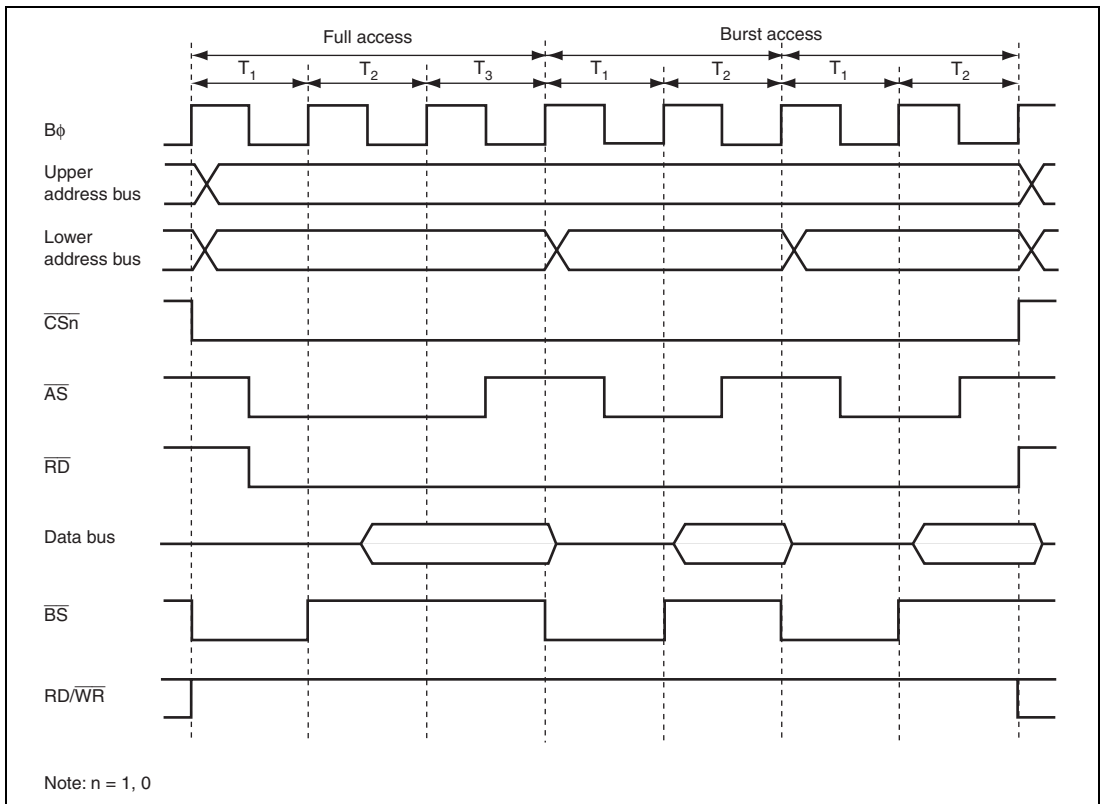 Full access Burst access
T1 T2 T3 T1 T2 T1 T2
Bφ
Upper
address bus
Lower
address bus
CSn
AS
RD
Data bus
BS
RD/WR
Note: n = 1, 0